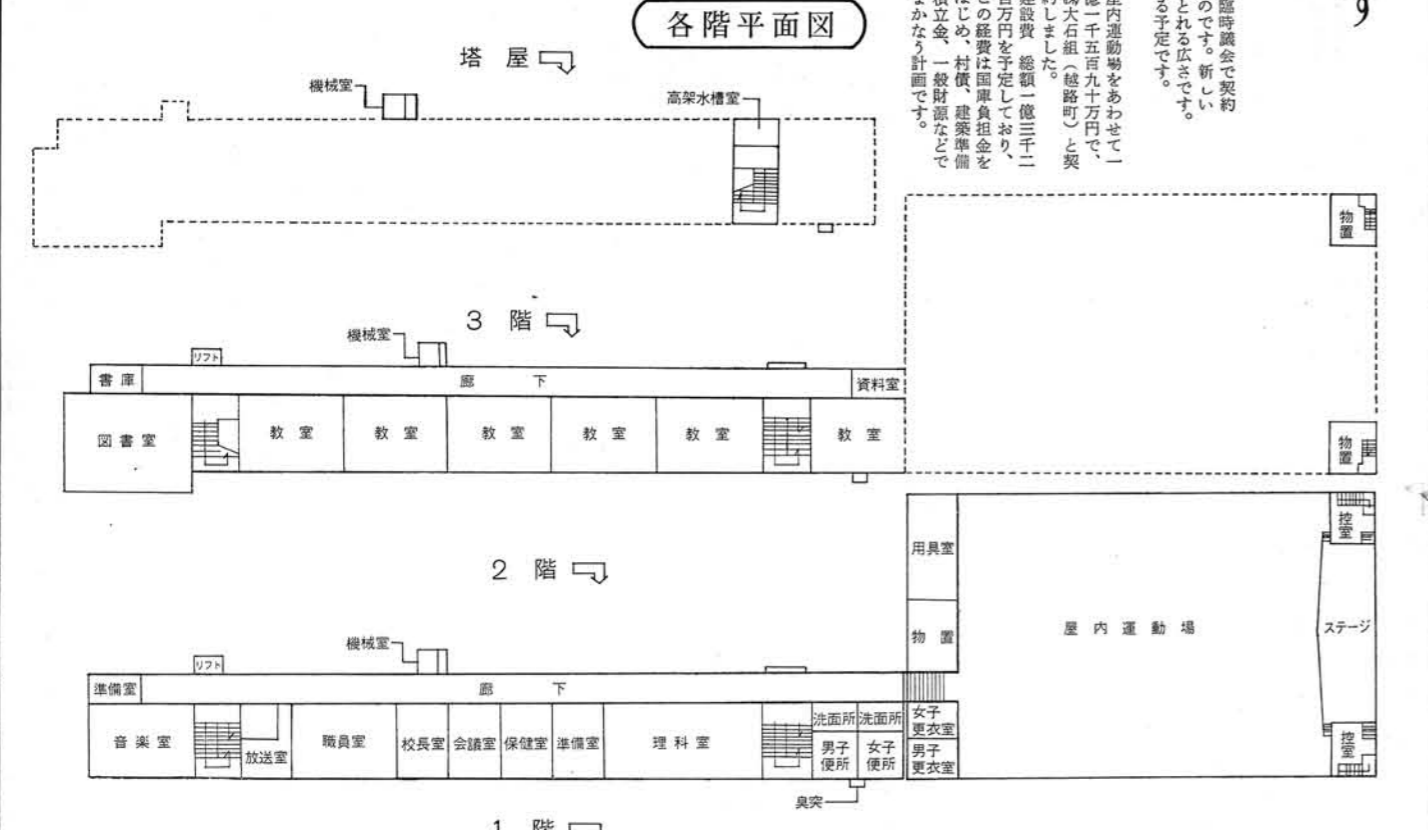 9
臨時議会で契約
のです。新しい
とれる広さです。
る予定です。
屋内運動場をあわせて一
億一千五百九十万円で、
㈱大石組（越路町）と契
約しました。
建設費 総額一億三千二
百万円を予定しており、
この経費は国庫負担金を
はじめ、村債、建築準備
積立金、一般財源などで
まかなう計画です。
各階平面図
塔屋
機械室
高架水槽室
物置
3階
機械室
リフト
書庫
廊下
資料室
図書室
教室
教室
教室
教室
教室
教室
物置
2階
用具室
控室
物置
屋内運動場
ステージ
機械室
リフト
準備室
廊下
音楽室
放送室
職員室
校長室
会議室
保健室
準備室
理科室
洗面所
洗面所
男子
便所
女子
便所
女子
更衣室
男子
更衣室
控室
臭突
1階